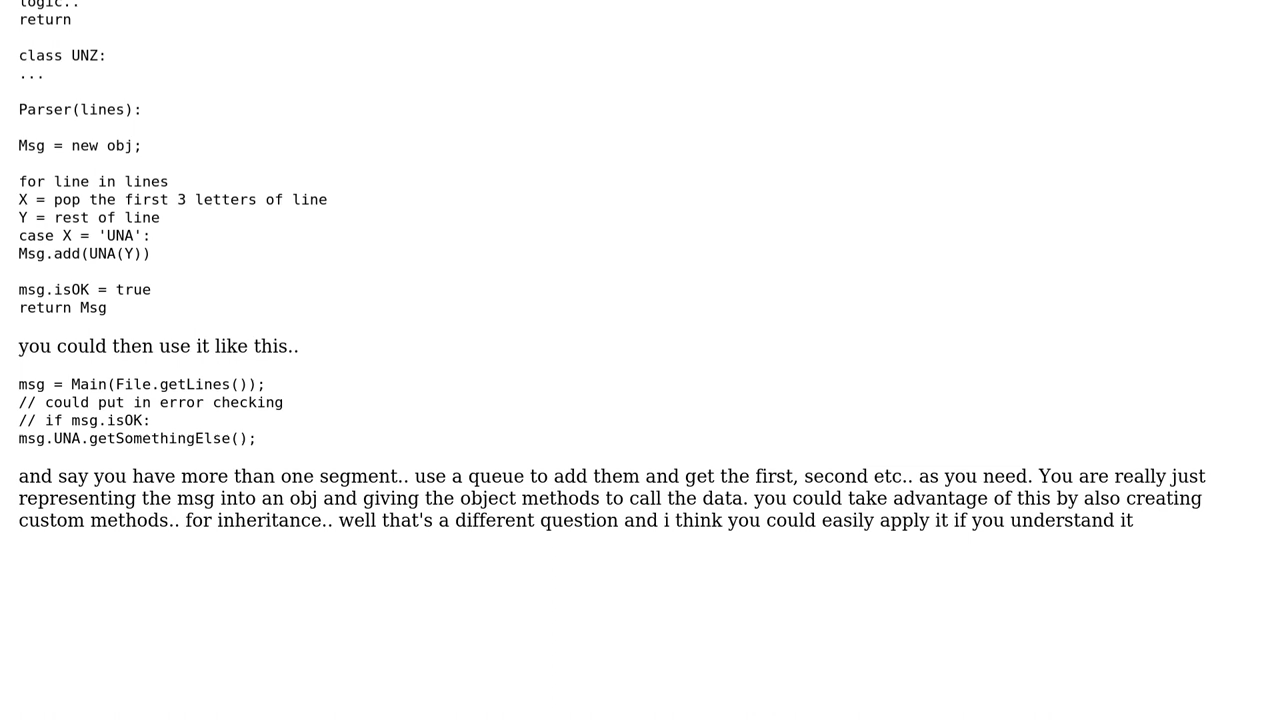 logic..
return
class UNZ:
...
Parser(lines):
Msg = new obj;
for line in lines
X = pop the first 3 letters of line
Y = rest of line
case X = 'UNA':
Msg.add(UNA(Y))
msg.isOK = true
return Msg
you could then use it like this..
msg = Main(File.getLines());
// could put in error checking
// if msg.isOK:
msg.UNA.getSomethingElse();
and say you have more than one segment.. use a queue to add them and get the first, second etc.. as you need. You are really just
representing the msg into an obj and giving the object methods to call the data. you could take advantage of this by also creating
custom methods.. for inheritance.. well that's a different question and i think you could easily apply it if you understand it